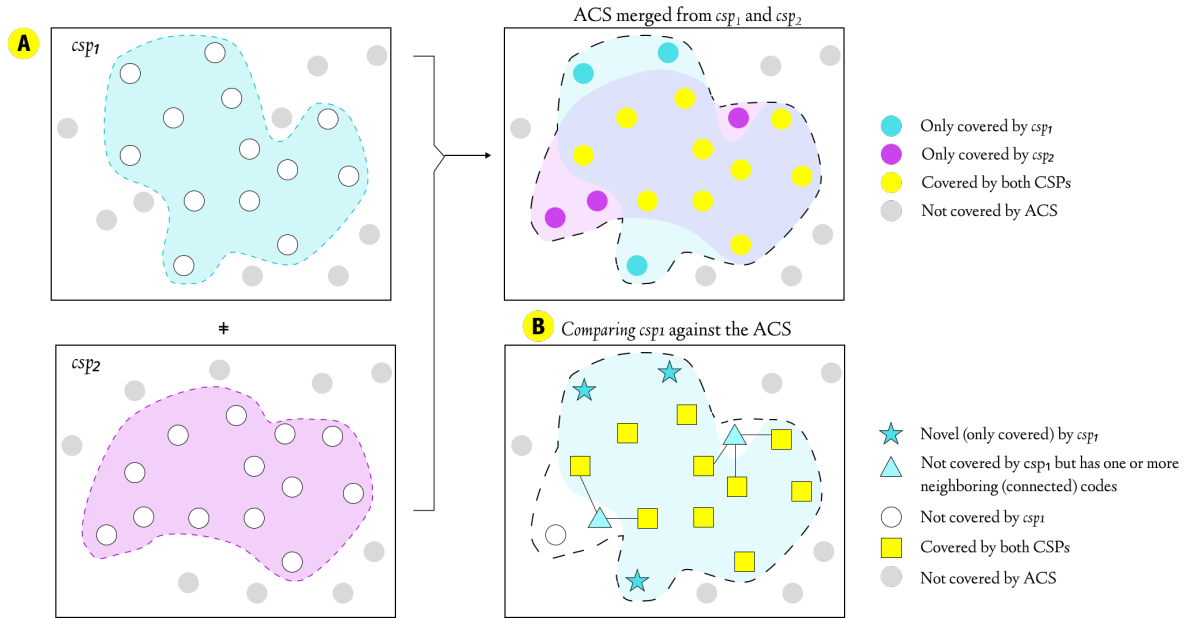 A
csp1
ACS merged from csp1 and csp2
Only covered by csp1
Only covered by csp2
Covered by both CSPs
Not covered by ACS
+
csp2
B
Comparing csp1 against the ACS
Novel (only covered) by csp1
Not covered by csp1 but has one or more
neighboring (connected) codes
Not covered by csp1
Covered by both CSPs
Not covered by ACS